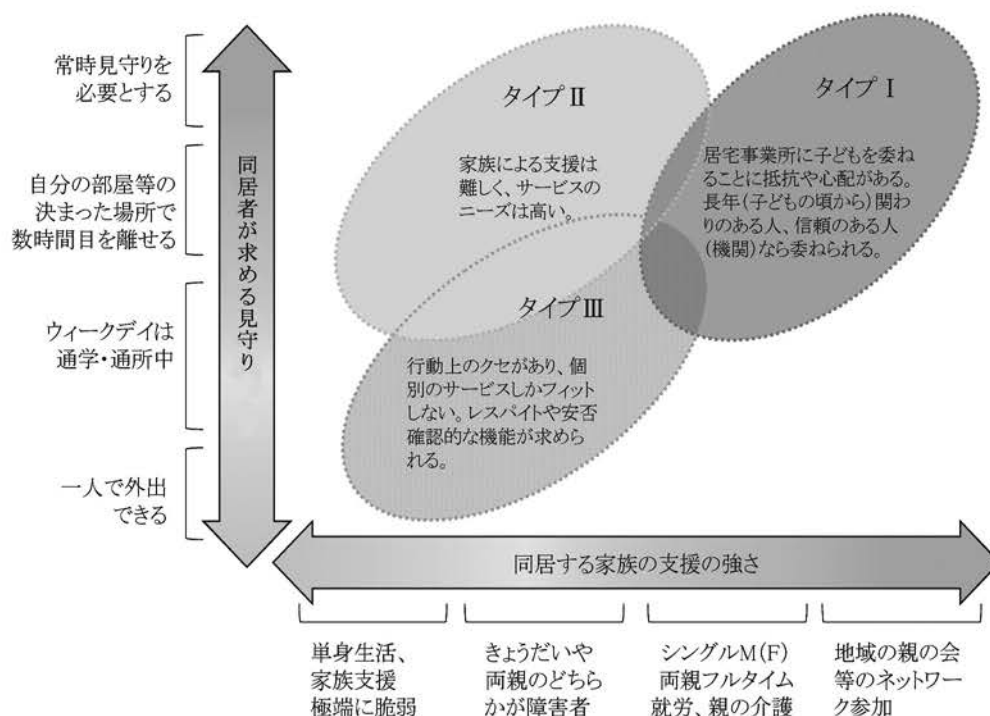 常時見守りを
必要とする
自分の部屋等の
決まった場所で
数時間目を離せる
ウィークデイは
通学・通所中
一人で外出
できる
同居者が求める見守り
タイプⅡ
家族による支援は
難しく、サービスの
ニーズは高い。
タイプⅠ
居宅事業所に子どもを委ね
ることに抵抗や心配がある。
長年(子どもの頃から)関わ
りのある人、信頼のある人
(機関)なら委ねられる。
タイプⅢ
行動上のクセがあり、個
別のサービスしかフィット
しない。レスパイトや安否
確認的な機能が求めら
れる。
同居する家族の支援の強さ
単身生活、
家族支援
極端に脆弱
きょうだいや
両親のどちら
かが障害者
シングルM(F)
両親フルタイム
就労、親の介護
地域の親の会
等のネットワー
ク参加